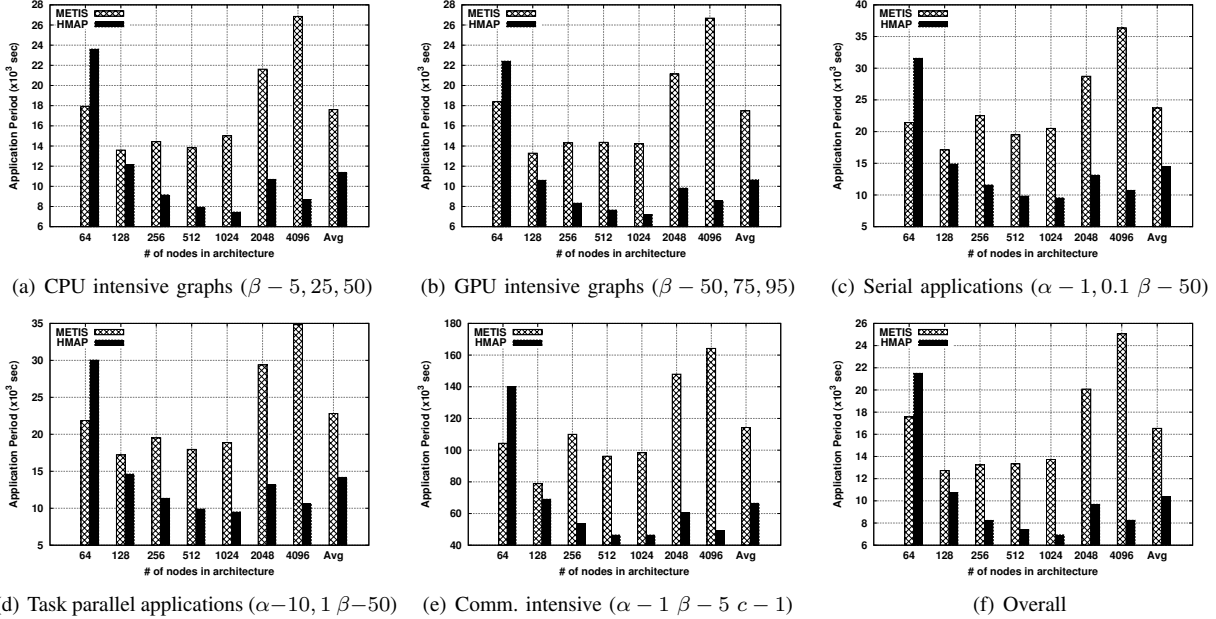 METIS
HMAP
28
26
24
22
20
18
16
14
12
10
8
6
Application Period (x10³ sec)
64 128 256 512 1024 2048 4096 Avg
# of nodes in architecture
(a) CPU intensive graphs (β − 5, 25, 50)
METIS
HMAP
28
26
24
22
20
18
16
14
12
10
8
6
Application Period (x10³ sec)
64 128 256 512 1024 2048 4096 Avg
# of nodes in architecture
(b) GPU intensive graphs (β − 50, 75, 95)
METIS
HMAP
40
35
30
25
20
15
10
5
Application Period (x10³ sec)
64 128 256 512 1024 2048 4096 Avg
# of nodes in architecture
(c) Serial applications (α − 1, 0.1 β − 50)
METIS
HMAP
35
30
25
20
15
10
5
Application Period (x10³ sec)
64 128 256 512 1024 2048 4096 Avg
# of nodes in architecture
d) Task parallel applications (α−10, 1 β−50)
METIS
HMAP
180
160
140
120
100
80
60
40
Application Period (x10³ sec)
64 128 256 512 1024 2048 4096 Avg
# of nodes in architecture
(e) Comm. intensive (α − 1 β − 5 c − 1)
METIS
HMAP
26
24
22
20
18
16
14
12
10
8
6
Application Period (x10³ sec)
64 128 256 512 1024 2048 4096 Avg
# of nodes in architecture
(f) Overall